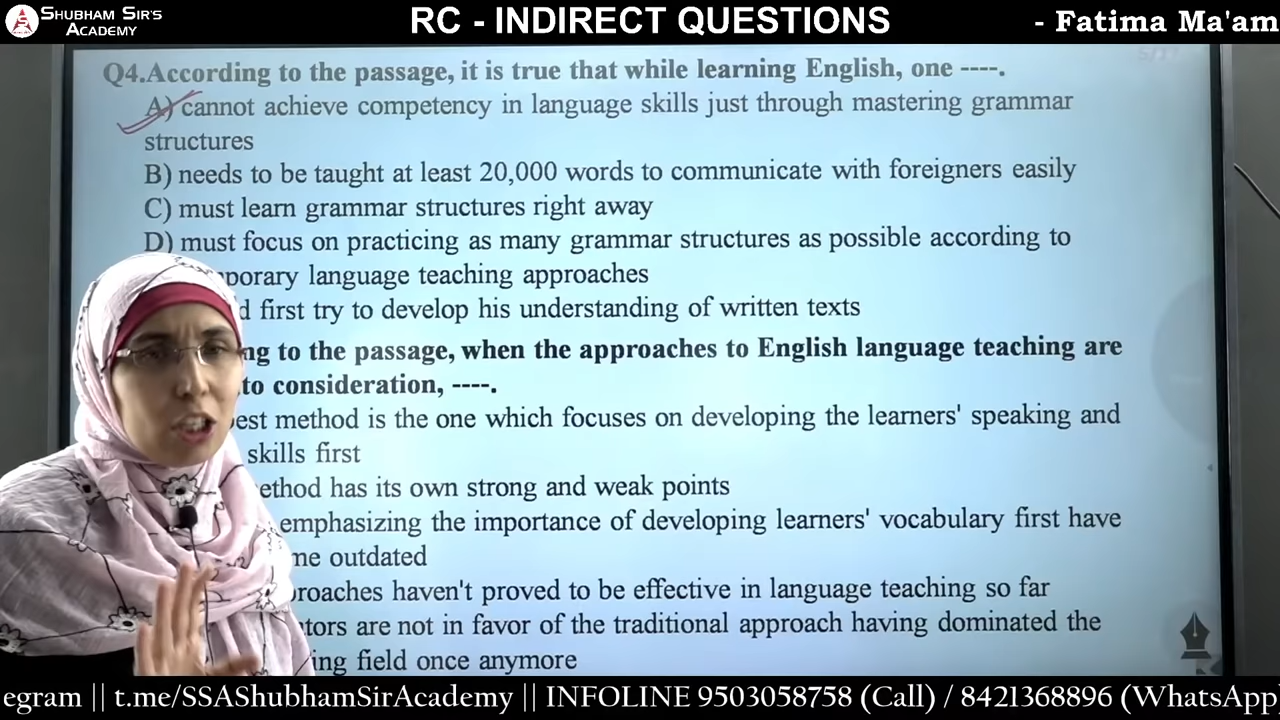 SHUBHAM SIR'S
ACADEMY
RC - INDIRECT QUESTIONS
- Fatima Ma'am
Q4.According to the passage, it is true that while learning English, one ----.
A) cannot achieve competency in language skills just through mastering grammar
structures
B) needs to be taught at least 20,000 words to communicate with foreigners easily
C) must learn grammar structures right away
D) must focus on practicing as many grammar structures as possible according to
porary language teaching approaches
d first try to develop his understanding of written texts
ng to the passage, when the approaches to English language teaching are
to consideration, ----.
est method is the one which focuses on developing the learners' speaking and
skills first
ethod has its own strong and weak points
emphasizing the importance of developing learners' vocabulary first have
me outdated
proaches haven't proved to be effective in language teaching so far
tors are not in favor of the traditional approach having dominated the
ing field once anymore
egram || t.me/SSAShubhamSirAcademy || INFOLINE 9503058758 (Call) / 8421368896 (WhatsApp)